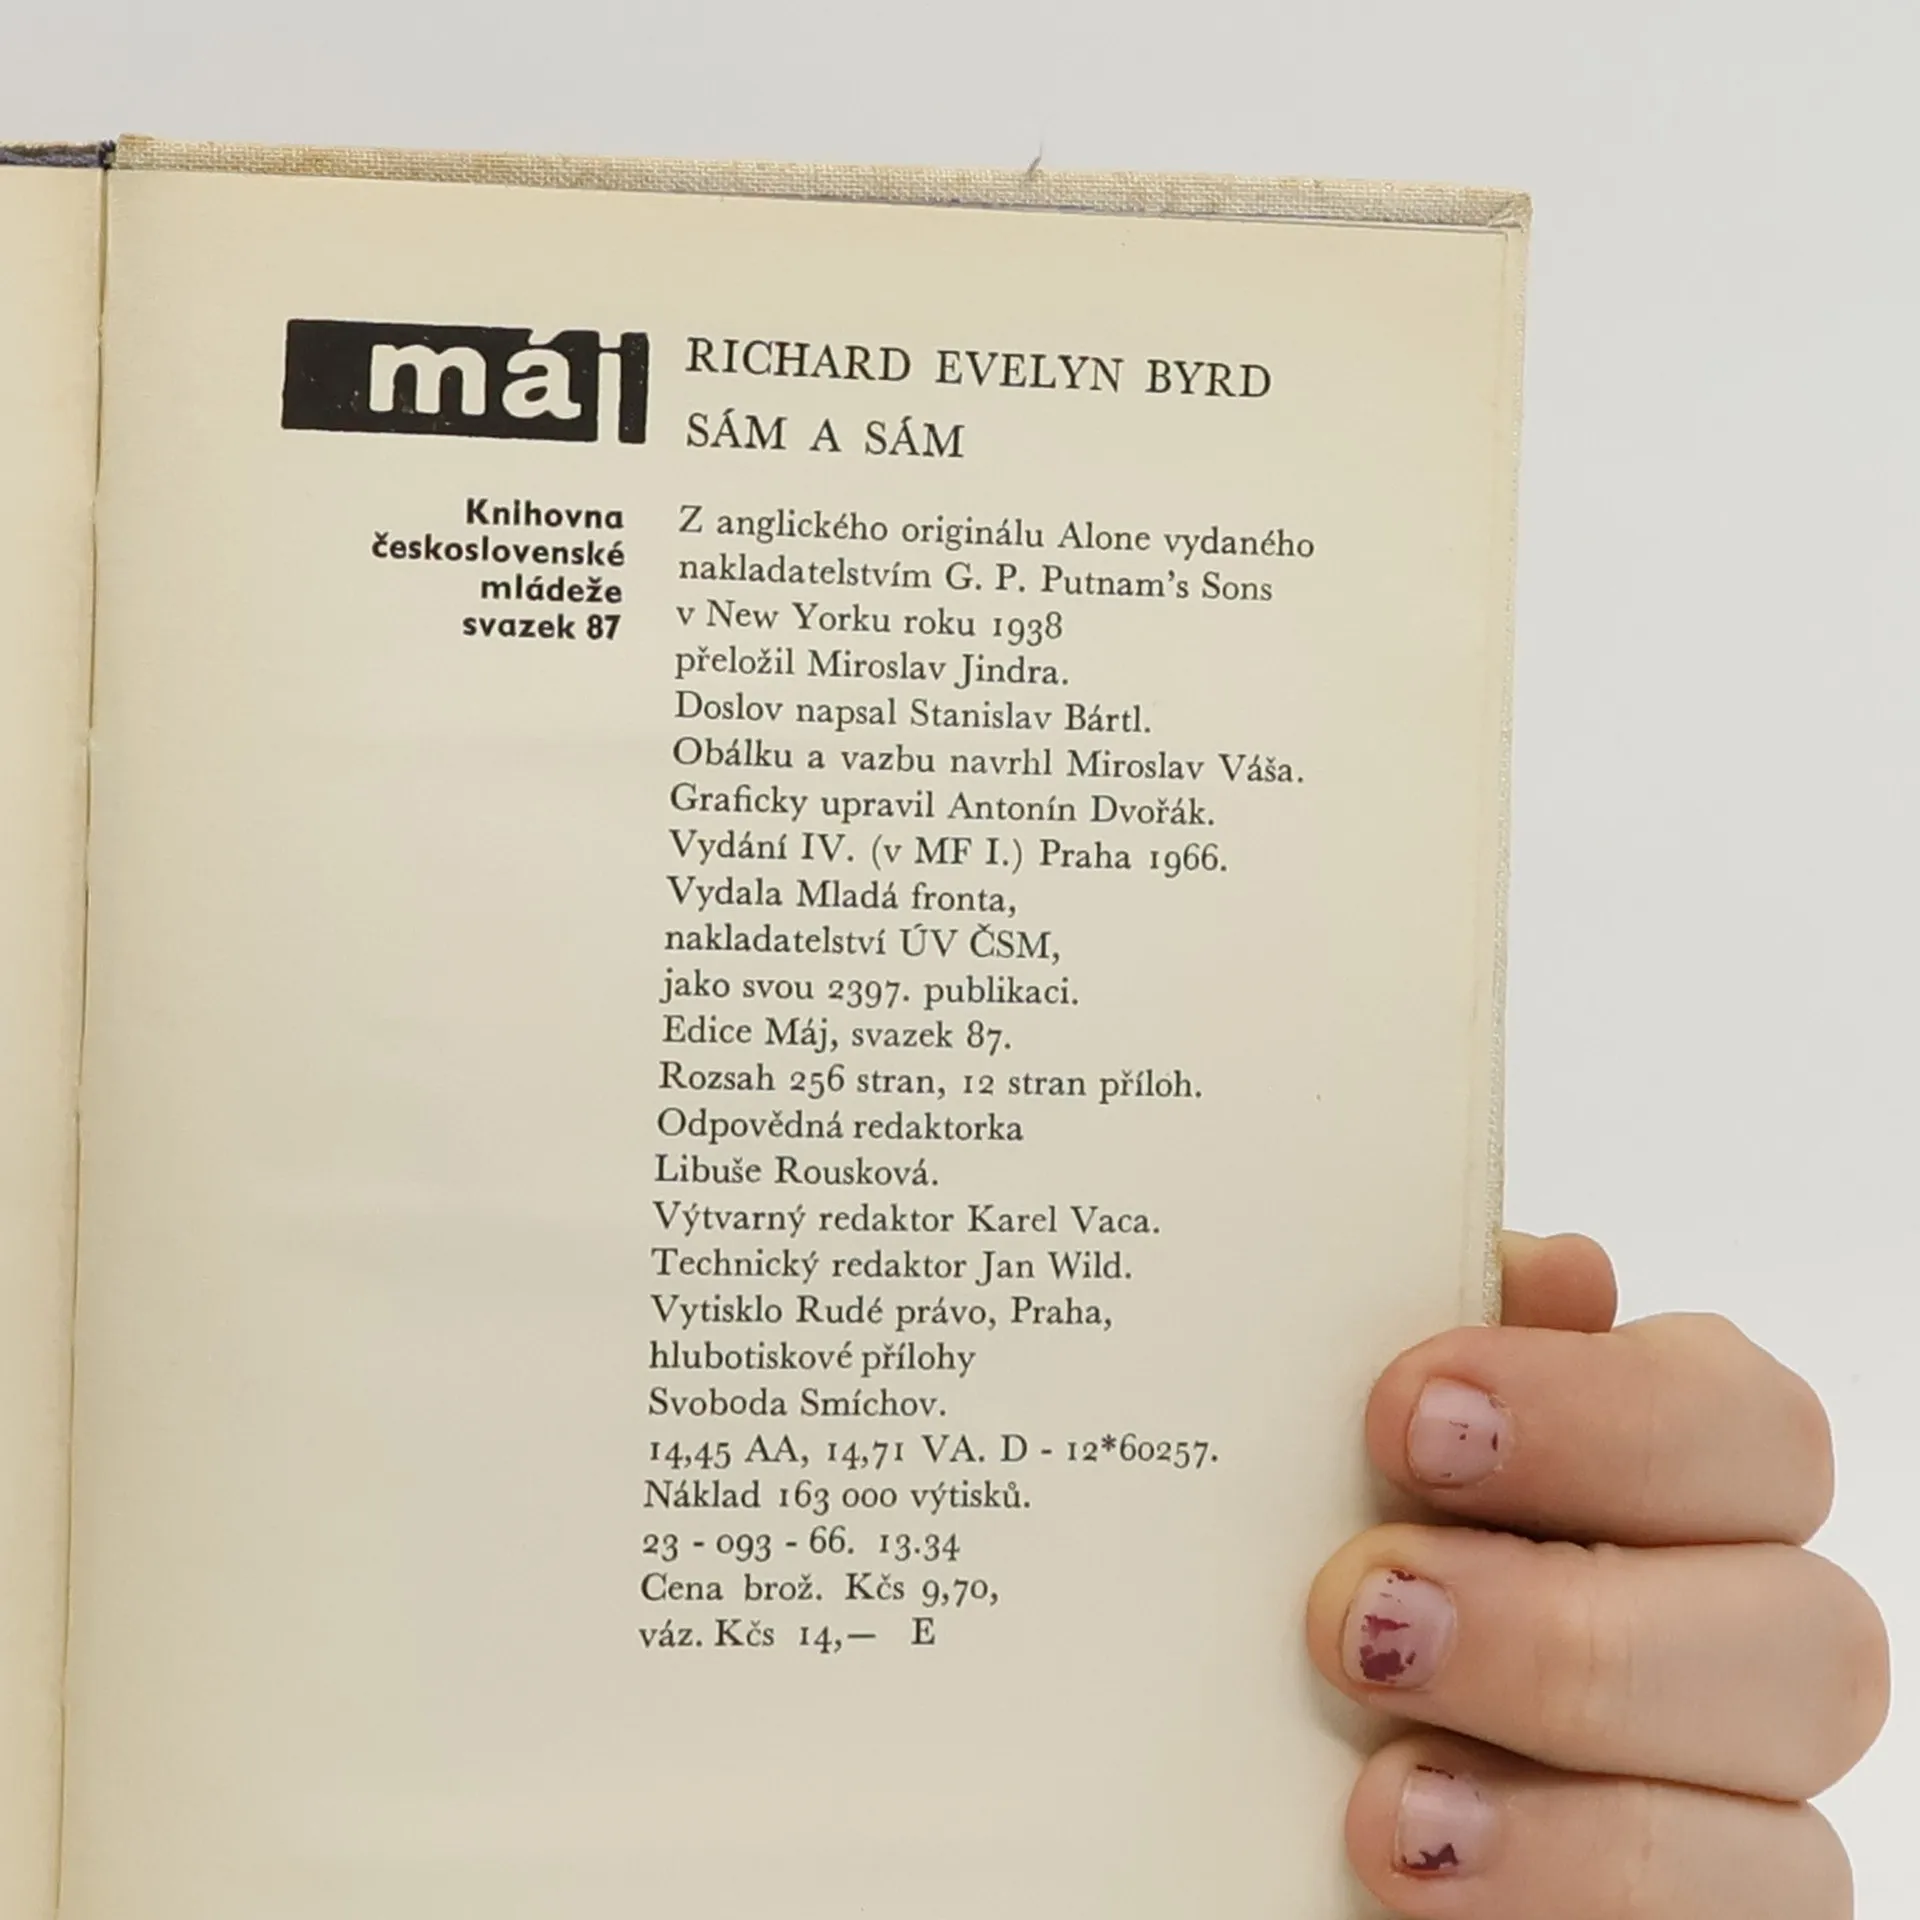 máj
RICHARD EVELYN BYRD
SÁM A SÁM
Knihovna
československé
mládeže
svazek 87
Z anglického originálu Alone vydaného
nakladatelstvím G. P. Putnam’s Sons
v New Yorku roku 1938
přeložil Miroslav Jindra.
Doslov napsal Stanislav Bártl.
Obálku a vazbu navrhl Miroslav Váša.
Graficky upravil Antonín Dvořák.
Vydání IV. (v MF I.) Praha 1966.
Vydala Mladá fronta,
nakladatelství ÚV ČSM,
jako svou 2397. publikaci.
Edice Máj, svazek 87.
Rozsah 256 stran, 12 stran příloh.
Odpovědná redaktorka
Libuše Rousková.
Výtvarný redaktor Karel Vaca.
Technický redaktor Jan Wild.
Vytisklo Rudé právo, Praha,
hlubotiskové přílohy
Svoboda Smíchov.
14,45 AA, 14,71 VA. D - 12*60257.
Náklad 163 000 výtisků.
23 - 093 - 66. 13.34
Cena brož. Kčs 9,70,
váz. Kčs 14,— E